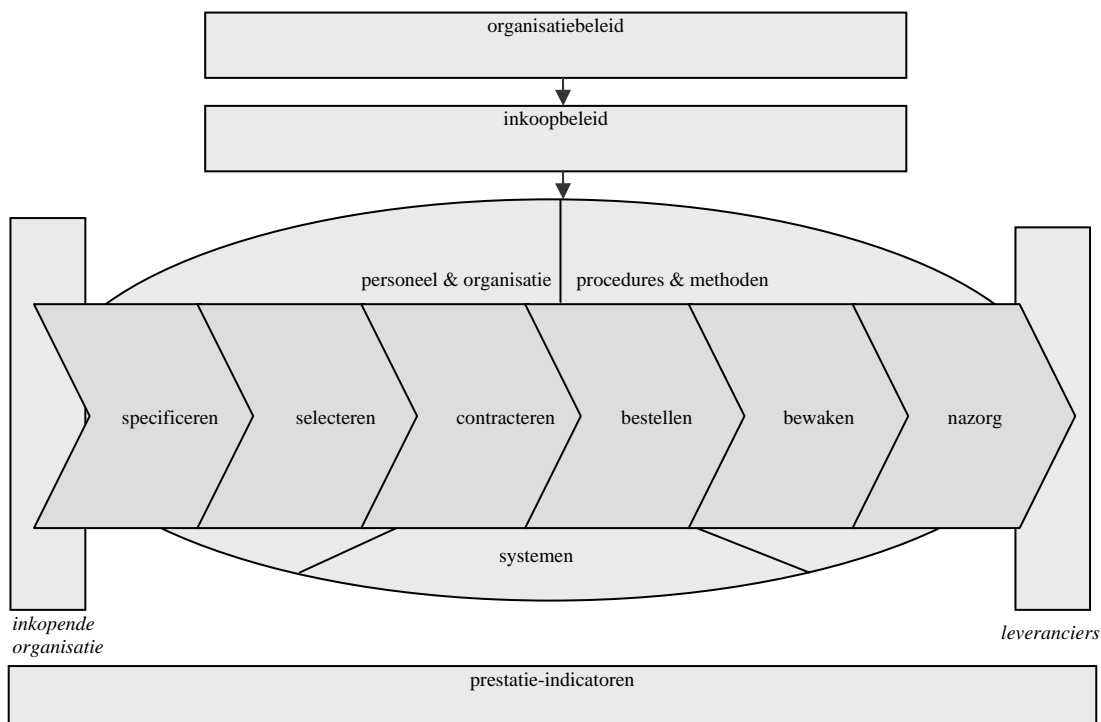 organisatiebeleid
inkoopbeleid
personeel & organisatie
procedures & methoden
specificeren
selecteren
contracteren
bestellen
bewaken
nazorg
systemen
inkopende
organisatie
leveranciers
prestatie-indicatoren